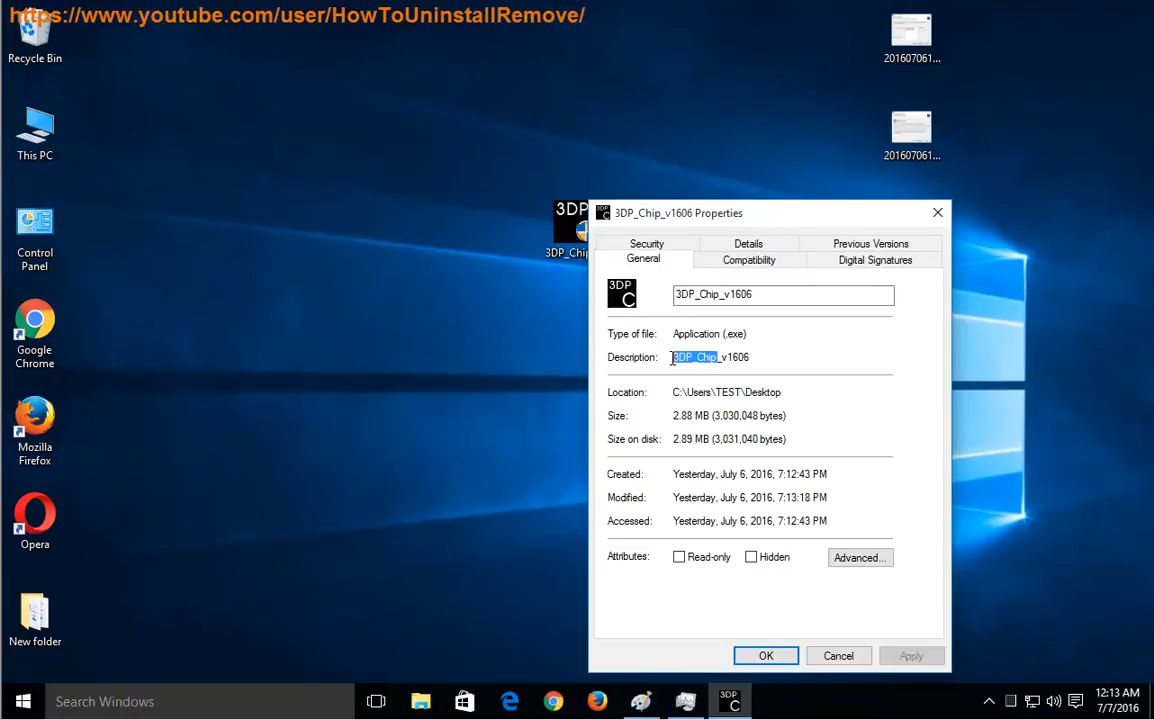 https://www.youtube.com/user/HowToUninstallRemove/
Recycle Bin
This PC
Control
Panel
Google
Chrome
Mozilla
Firefox
Opera
New folder
201607061...
201607061...
3DP
3DP_Chip
3DP_Chip_v1606 Properties
Security
Details
Previous Versions
General
Compatibility
Digital Signatures
3DP
C
3DP_Chip_v1606
Type of file: Application (.exe)
Description: 3DP_Chip_v1606
Location: C:\Users\TEST\Desktop
Size: 2.88 MB (3,030,048 bytes)
Size on disk: 2.89 MB (3,031,040 bytes)
Created: Yesterday, July 6, 2016, 7:12:43 PM
Modified: Yesterday, July 6, 2016, 7:13:18 PM
Accessed: Yesterday, July 6, 2016, 7:12:43 PM
Attributes: Read-only Hidden Advanced...
OK Cancel Apply
Search Windows
3DP
C
12:13 AM
7/7/2016